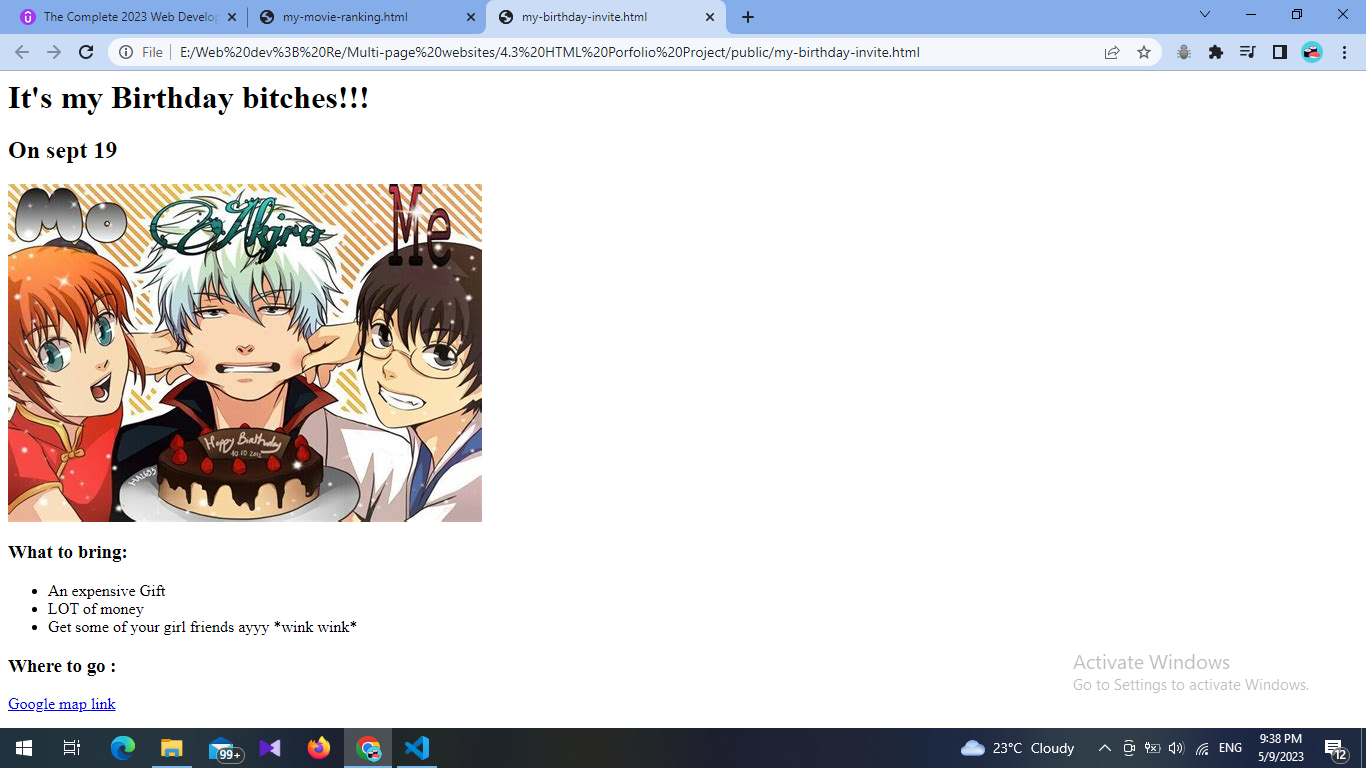 The Complete 2023 Web Develop
my-movie-ranking.html
my-birthday-invite.html
File
E:/Web%20dev%3B%20Re/Multi-page%20websites/4.3%20HTML%20Porfolio%20Project/public/my-birthday-invite.html
It's my Birthday bitches!!!
On sept 19
Mo
Akiro
Me
Happy Birthday
10.10 2012
What to bring:
An expensive Gift
LOT of money
Get some of your girl friends ayyy *wink wink*
Where to go :
Google map link
Activate Windows
Go to Settings to activate Windows.
99+
23°C Cloudy
ENG
9:38 PM
5/9/2023
12